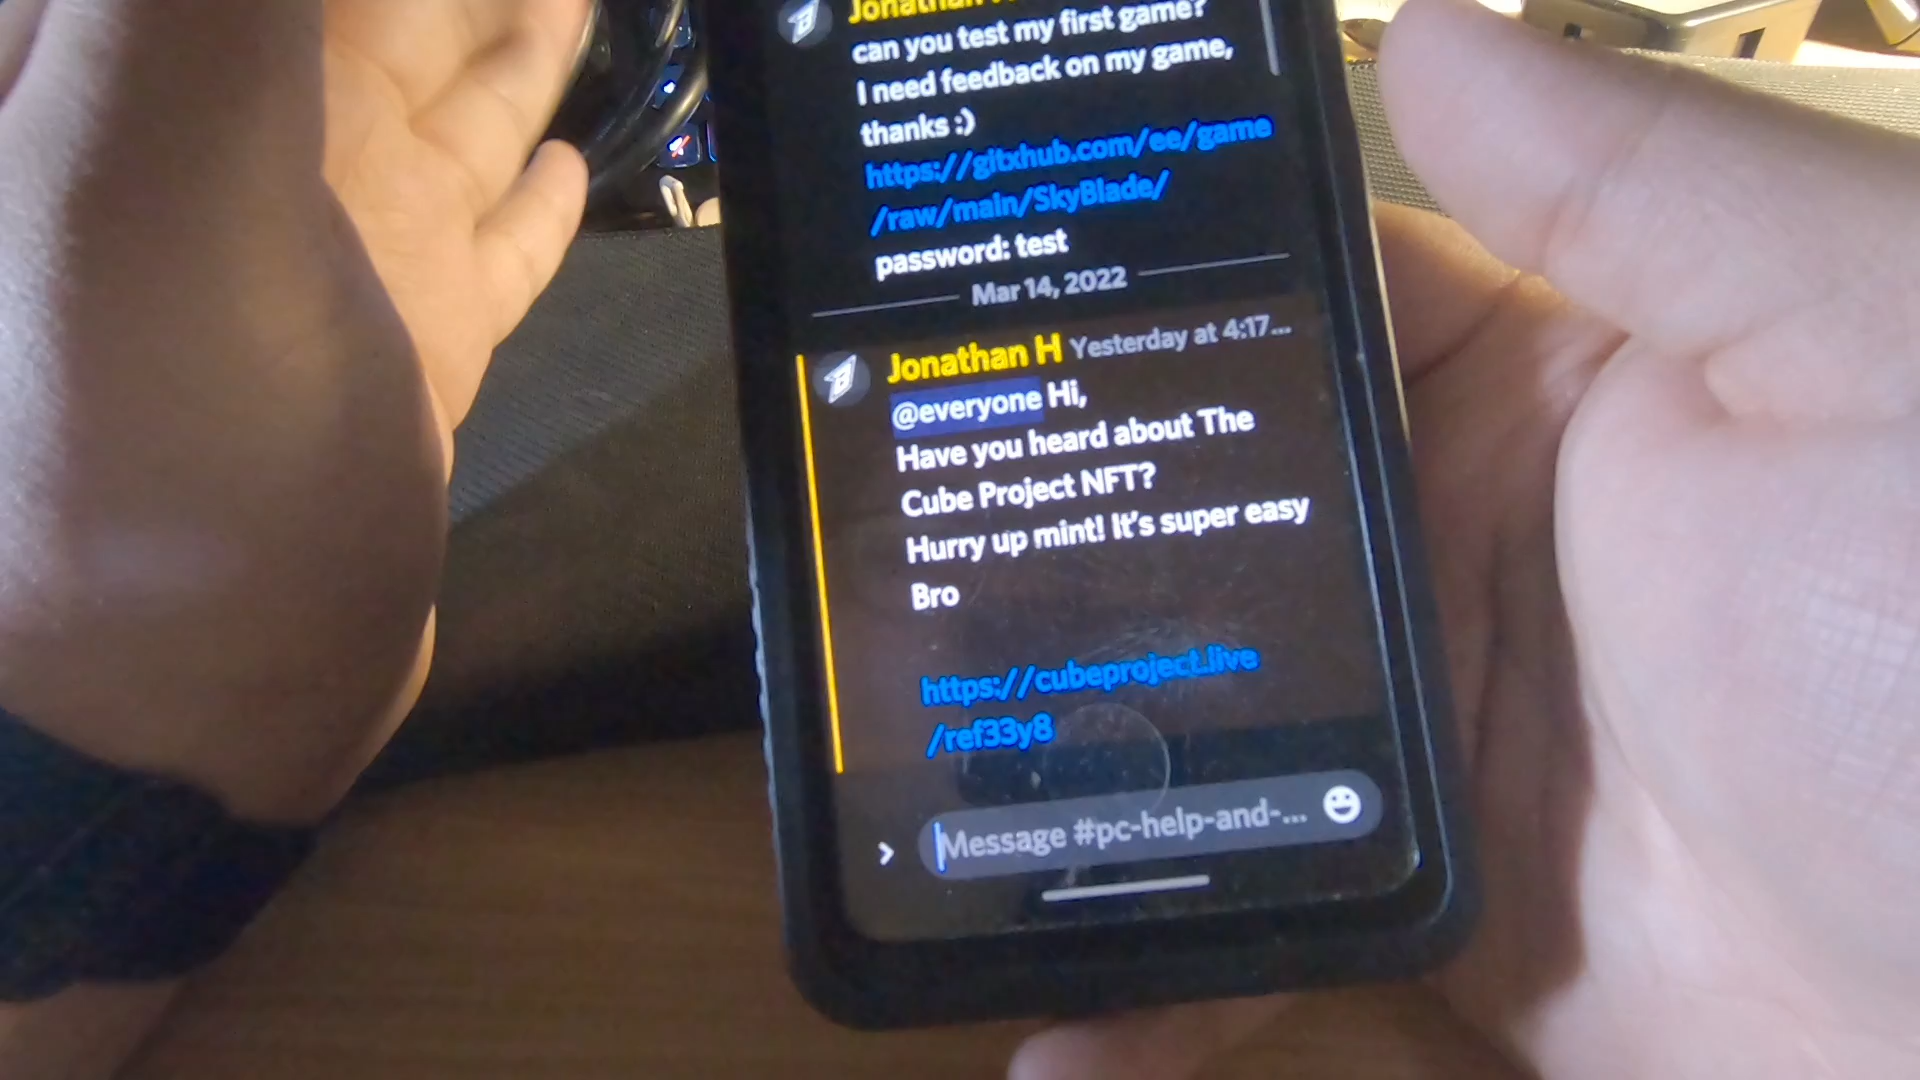 Jonathan
can you test my first game?
I need feedback on my game,
thanks :)
https://gitxhub.com/ee/game
/raw/main/SkyBlade/
password: test
Mar 14, 2022
Jonathan H Yesterday at 4:17...
@everyone Hi,
Have you heard about The
Cube Project NFT?
Hurry up mint! It's super easy
Bro
https://cubeproject.live
/ref33y8
Message #pc-help-and-...